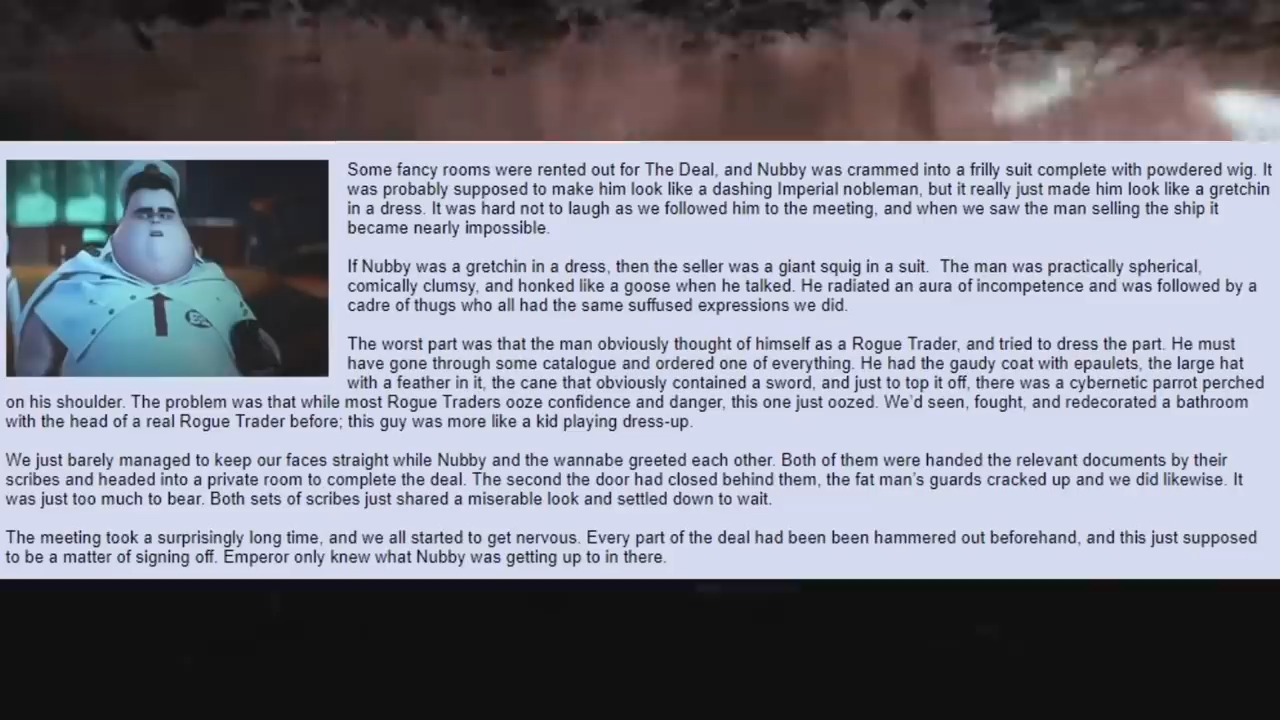 Some fancy rooms were rented out for The Deal, and Nubby was crammed into a frilly suit complete with powdered wig. It
was probably supposed to make him look like a dashing Imperial nobleman, but it really just made him look like a gretchin
in a dress. It was hard not to laugh as we followed him to the meeting, and when we saw the man selling the ship it
became nearly impossible.
If Nubby was a gretchin in a dress, then the seller was a giant squig in a suit. The man was practically spherical,
comically clumsy, and honked like a goose when he talked. He radiated an aura of incompetence and was followed by a
cadre of thugs who all had the same suffused expressions we did.
The worst part was that the man obviously thought of himself as a Rogue Trader, and tried to dress the part. He must
have gone through some catalogue and ordered one of everything. He had the gaudy coat with epaulets, the large hat
with a feather in it, the cane that obviously contained a sword, and just to top it off, there was a cybernetic parrot perched
on his shoulder. The problem was that while most Rogue Traders ooze confidence and danger, this one just oozed. We'd seen, fought, and redecorated a bathroom
with the head of a real Rogue Trader before; this guy was more like a kid playing dress-up.
We just barely managed to keep our faces straight while Nubby and the wannabe greeted each other. Both of them were handed the relevant documents by their
scribes and headed into a private room to complete the deal. The second the door had closed behind them, the fat man's guards cracked up and we did likewise. It
was just too much to bear. Both sets of scribes just shared a miserable look and settled down to wait.
The meeting took a surprisingly long time, and we all started to get nervous. Every part of the deal had been been hammered out beforehand, and this just supposed
to be a matter of signing off. Emperor only knew what Nubby was getting up to in there.